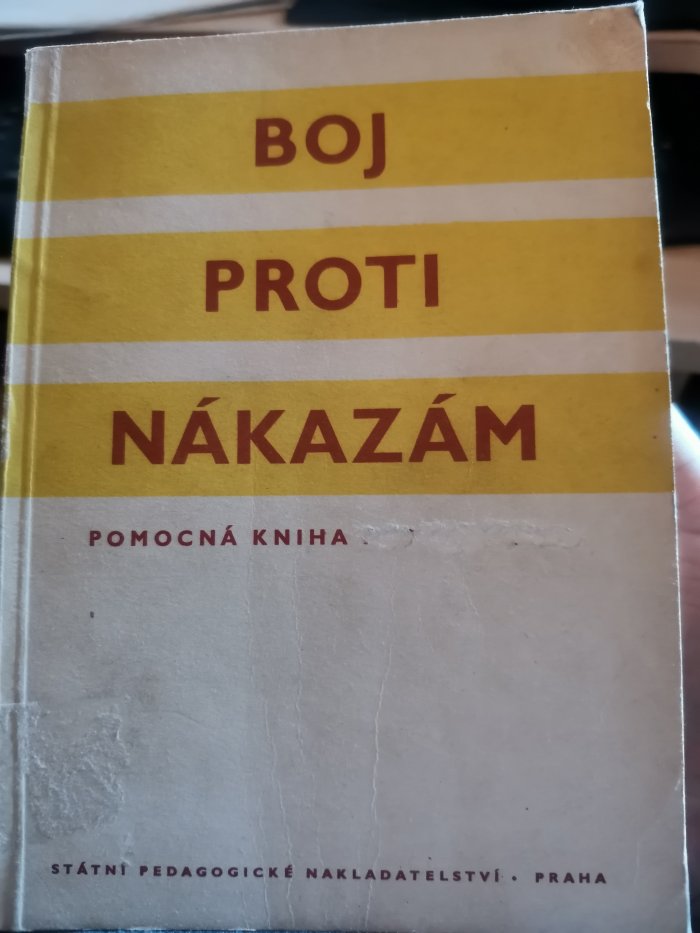 BOJ
PROTI
NÁKAZÁM
POMOCNÁ KNIHA
STÁTNÍ PEDAGOGICKÉ NAKLADATELSTVÍ • PRAHA